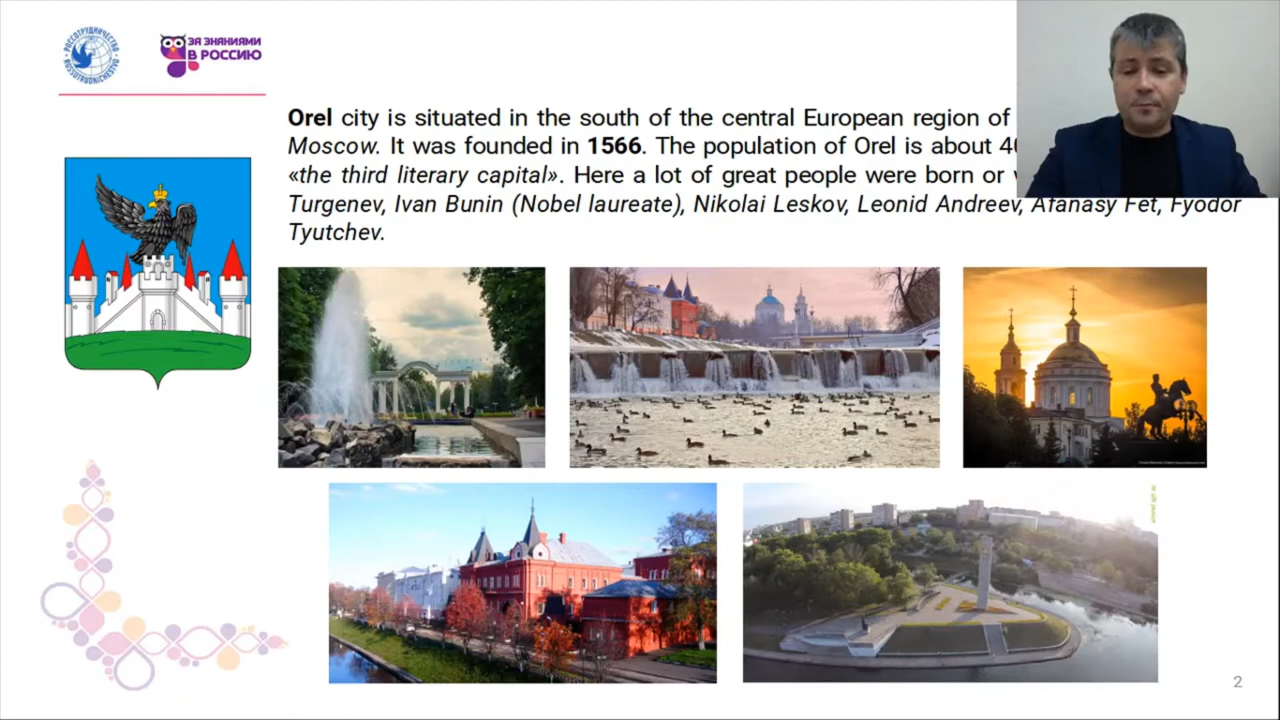 РОССОТРУДНИЧЕСТВО
ROSSOTRUDNICHESTVO
ЗА ЗНАНИЯМИ
В РОССИЮ
Orel city is situated in the south of the central European region of
Moscow. It was founded in 1566. The population of Orel is about
«the third literary capital». Here a lot of great people were born or
Turgenev, Ivan Bunin (Nobel laureate), Nikolai Leskov, Leonid Andreev, Afanasy Fet, Fyodor
Tyutchev.
2